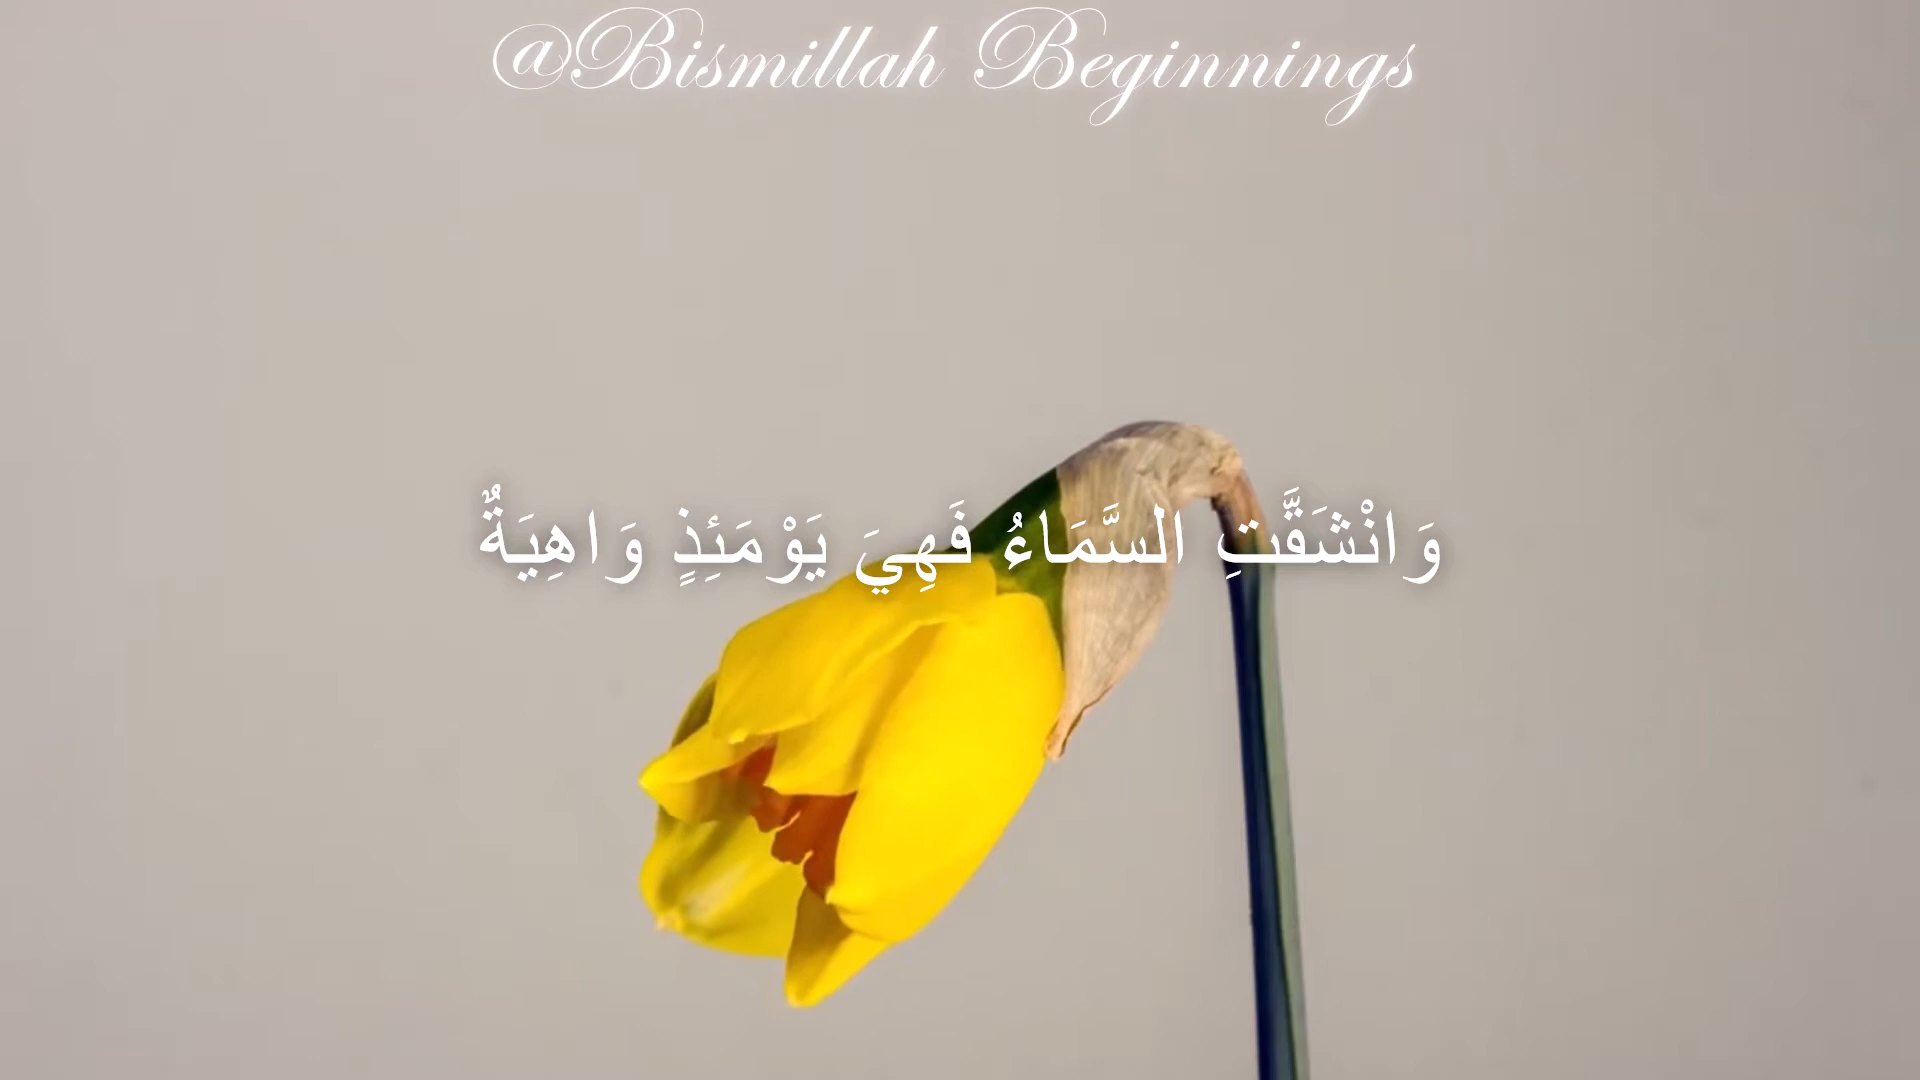 @Bismillah Beginnings
وَانْشَقَّتِ السَّمَاءُ فَهِيَ يَوْمَئِذٍ وَاهِيَةٌ